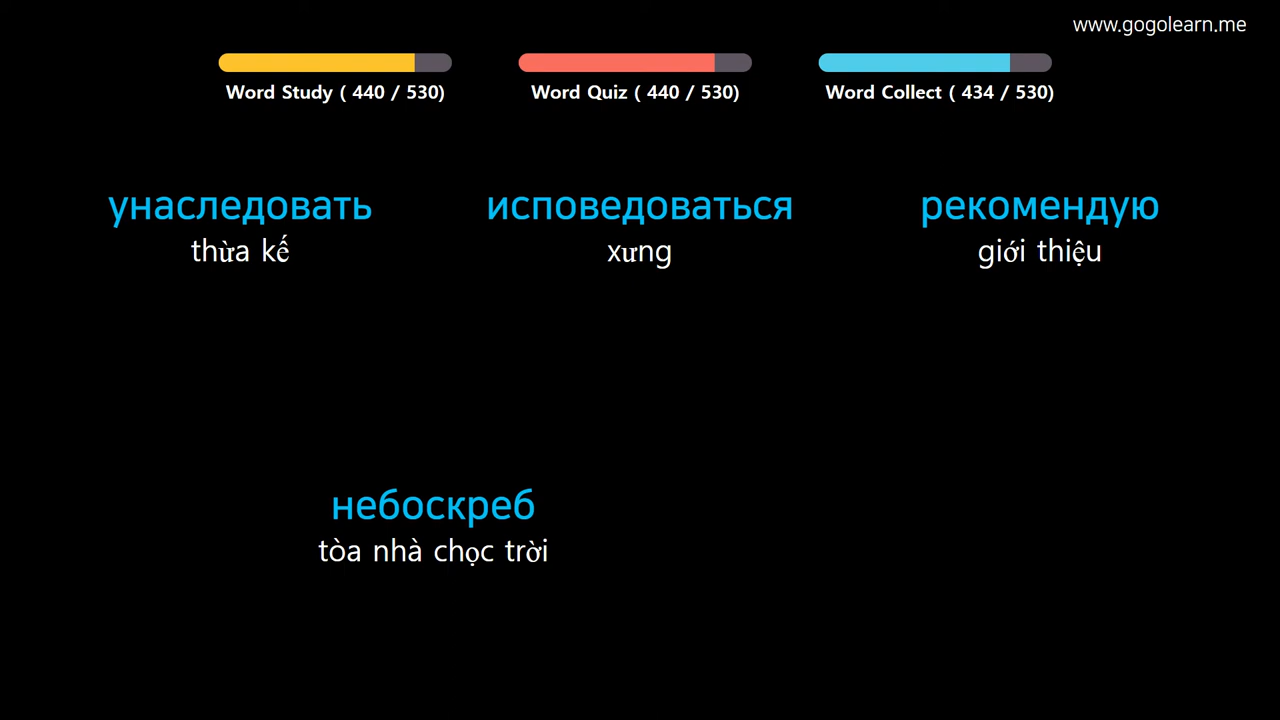 www.gogolearn.me
Word Study ( 440 / 530)
Word Quiz ( 440 / 530)
Word Collect ( 434 / 530)
унаследовать
thừa kế
исповедоваться
xưng
рекомендую
giới thiệu
небоскреб
tòa nhà chọc trời